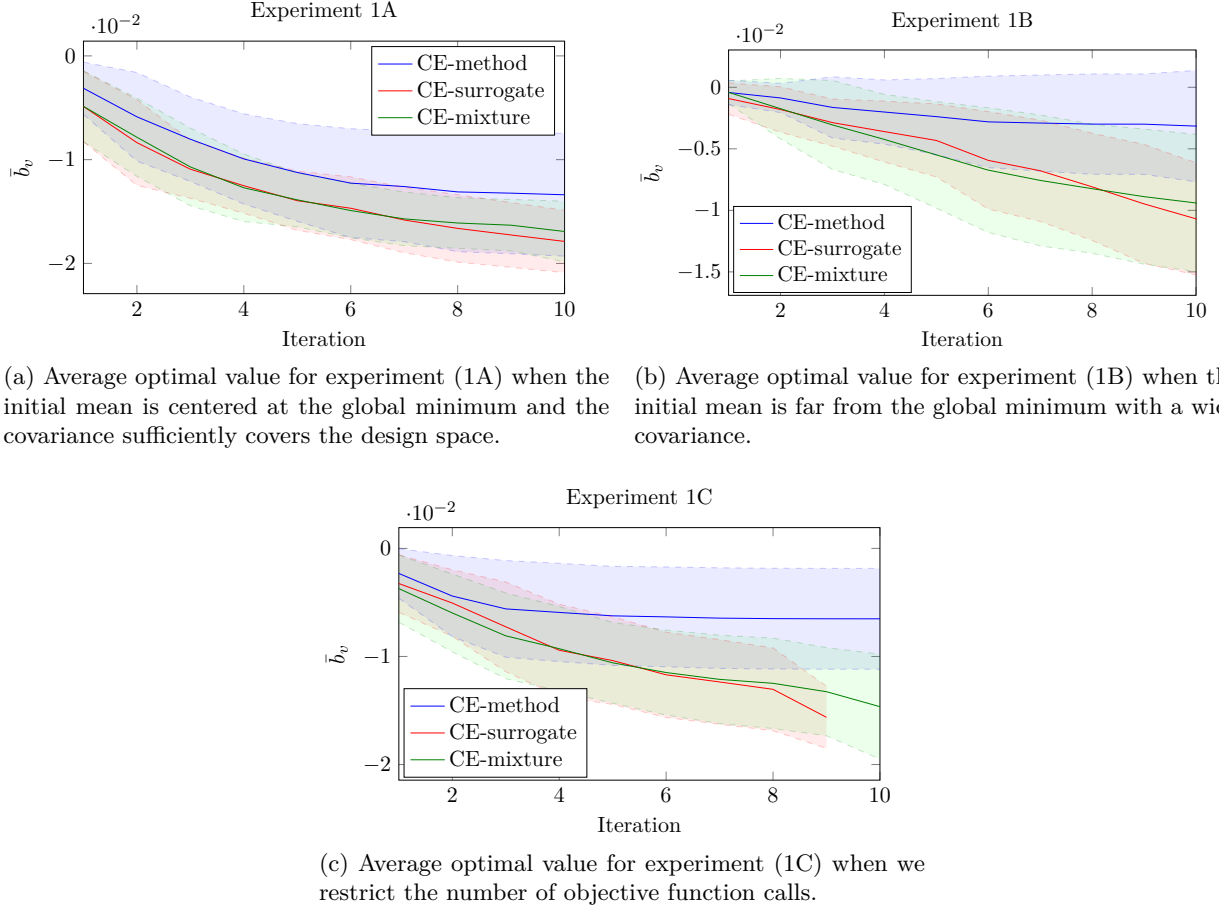 Experiment 1A
·10⁻²
0
−1
−2
b̄ᵥ
CE-method
CE-surrogate
CE-mixture
2 4 6 8 10
Iteration
(a) Average optimal value for experiment (1A) when the
initial mean is centered at the global minimum and the
covariance sufficiently covers the design space.
Experiment 1B
·10⁻²
0
−0.5
−1
−1.5
b̄ᵥ
CE-method
CE-surrogate
CE-mixture
2 4 6 8 10
Iteration
(b) Average optimal value for experiment (1B) when th
initial mean is far from the global minimum with a wid
covariance.
Experiment 1C
·10⁻²
0
−1
−2
b̄ᵥ
CE-method
CE-surrogate
CE-mixture
2 4 6 8 10
Iteration
(c) Average optimal value for experiment (1C) when we
restrict the number of objective function calls.